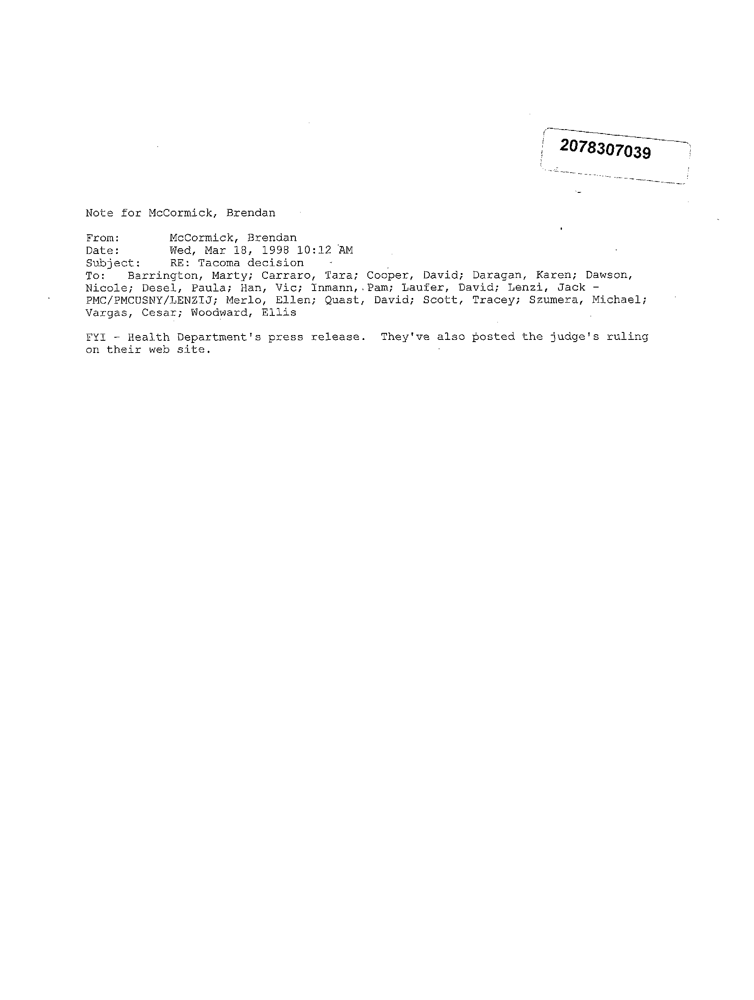 2078307039
Note for McCormick, Brendan
From: McCormick, Brendan
Date: Wed, Mar 18, 1998 10:12 AM
Subject: RE: Tacoma decision
To: Barrington, Marty; Carraro, Tara; Cooper, David; Daragan, Karen; Dawson,
Nicole; Desel, Paula; Han, Vic; Inmann, Pam; Laufer, David; Lenzi, Jack -
PMC/PMCUSNY/LENZIJ; Merlo, Ellen; Quast, David; Scott, Tracey; Szumera, Michael;
Vargas, Cesar; Woodward, Ellis
FYI - Health Department's press release. They've also posted the judge's ruling
on their web site.